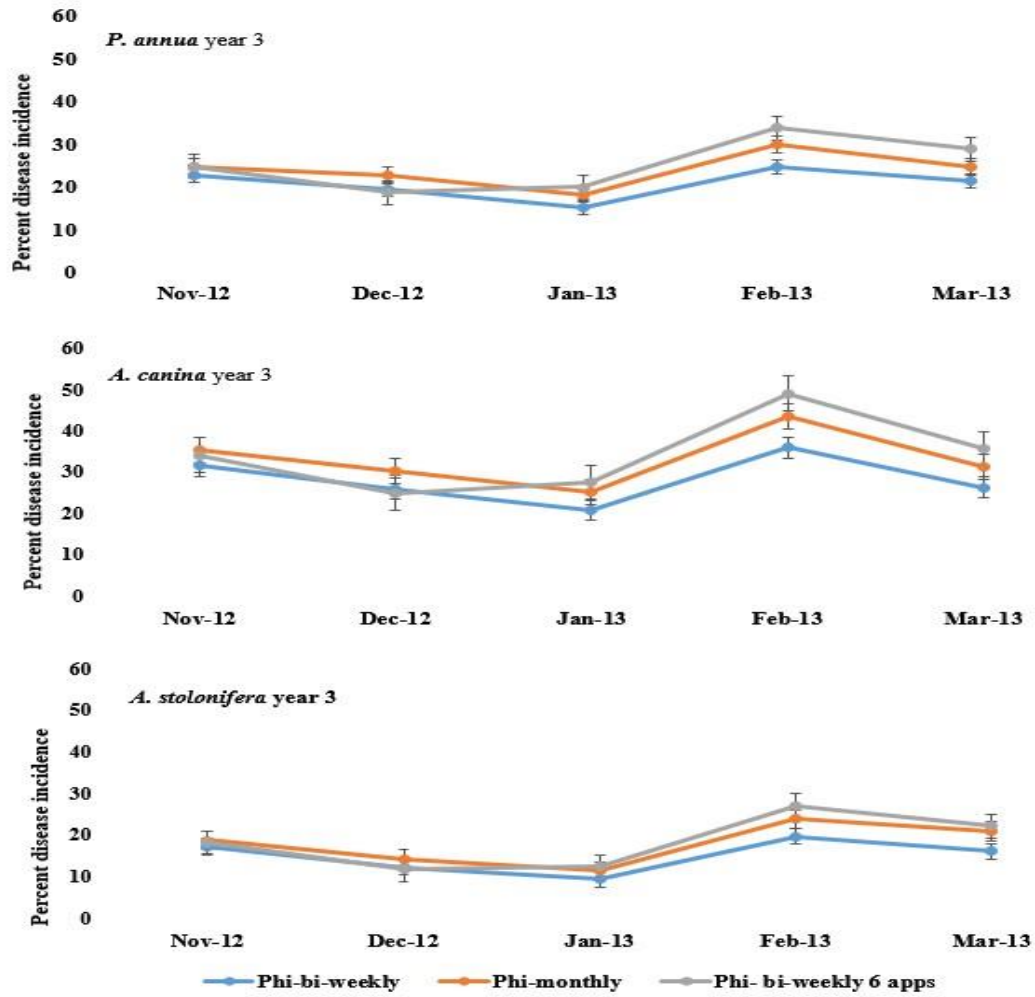 60
P. annua year 3
50
40
30
20
10
0
Percent disease incidence
Nov-12 Dec-12 Jan-13 Feb-13 Mar-13
60
A. canina year 3
50
40
30
20
10
0
Percent disease incidence
Nov-12 Dec-12 Jan-13 Feb-13 Mar-13
60
A. stolonifera year 3
50
40
30
20
10
0
Percent disease incidence
Nov-12 Dec-12 Jan-13 Feb-13 Mar-13
Phi-bi-weekly Phi-monthly Phi- bi-weekly 6 apps